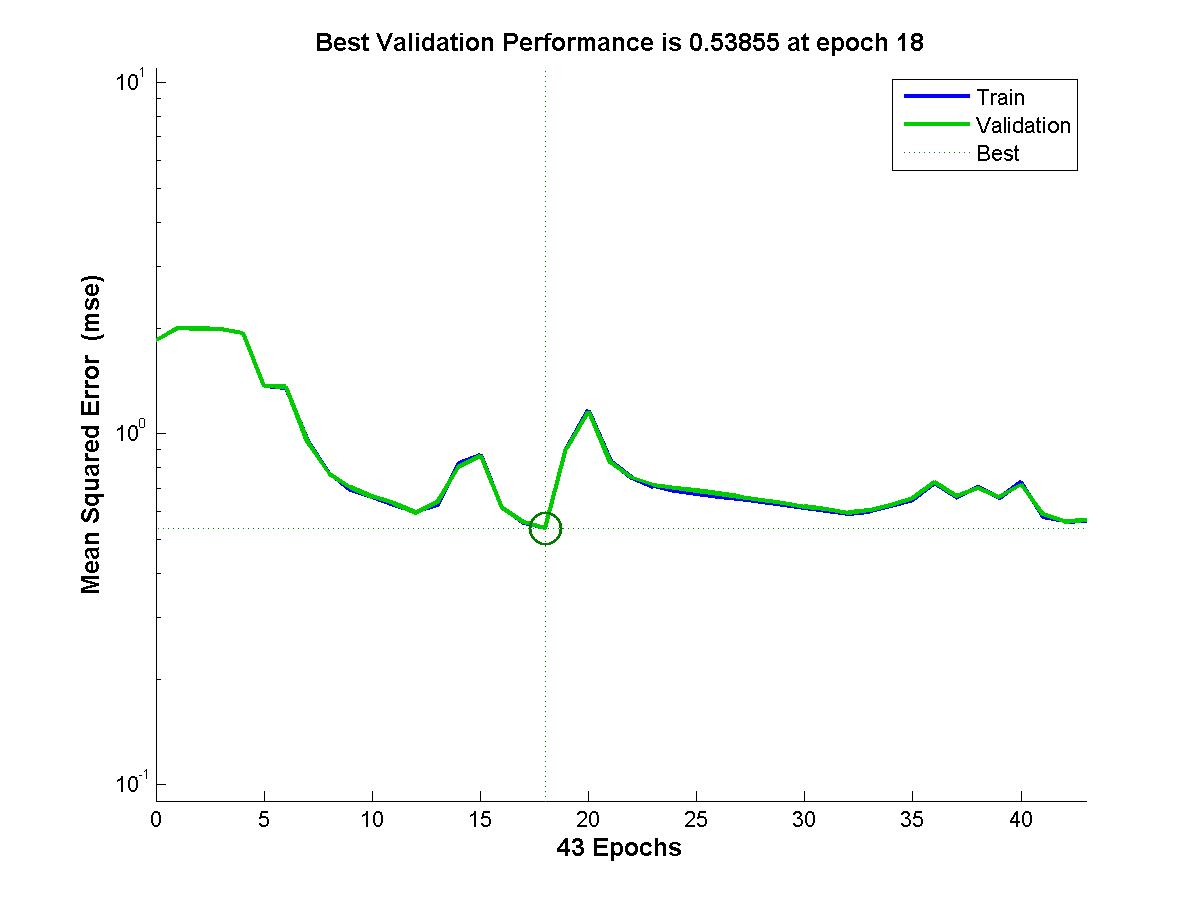 Best Validation Performance is 0.53855 at epoch 18
Train
Validation
Best
Mean Squared Error (mse)
10^1
10^0
10^-1
0 5 10 15 20 25 30 35 40
43 Epochs